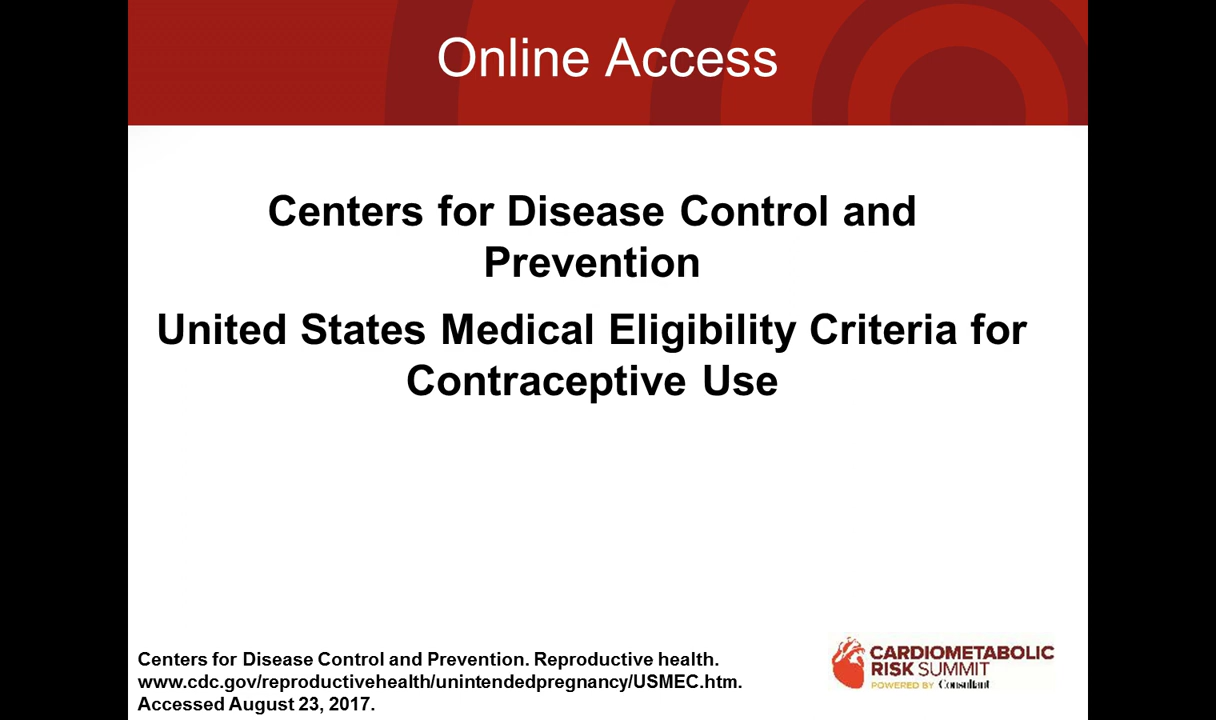 Online Access
Centers for Disease Control and
Prevention
United States Medical Eligibility Criteria for
Contraceptive Use
Centers for Disease Control and Prevention. Reproductive health.
www.cdc.gov/reproductivehealth/unintendedpregnancy/USMEC.htm.
Accessed August 23, 2017.
CARDIOMETABOLIC
RISK SUMMIT
POWERED BY Consultant